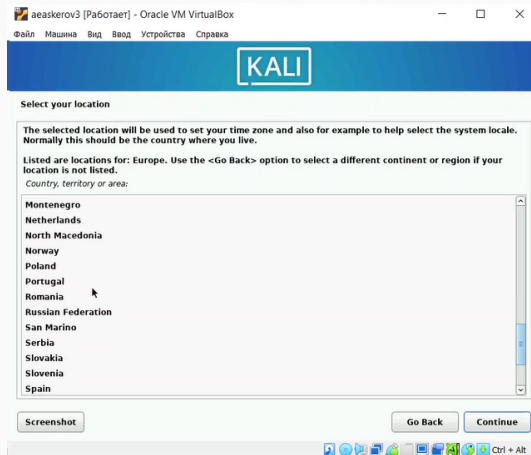 aeaskerov3 [Работает] - Oracle VM VirtualBox
Файл Машина Вид Ввод Устройства Справка
KALI
Select your location
The selected location will be used to set your time zone and also for example to help select the system locale.
Normally this should be the country where you live.
Listed are locations for: Europe. Use the <Go Back> option to select a different continent or region if your
location is not listed.
Country, territory or area:
Montenegro
Netherlands
North Macedonia
Norway
Poland
Portugal
Romania
Russian Federation
San Marino
Serbia
Slovakia
Slovenia
Spain
Screenshot Go Back Continue
Ctrl + Alt